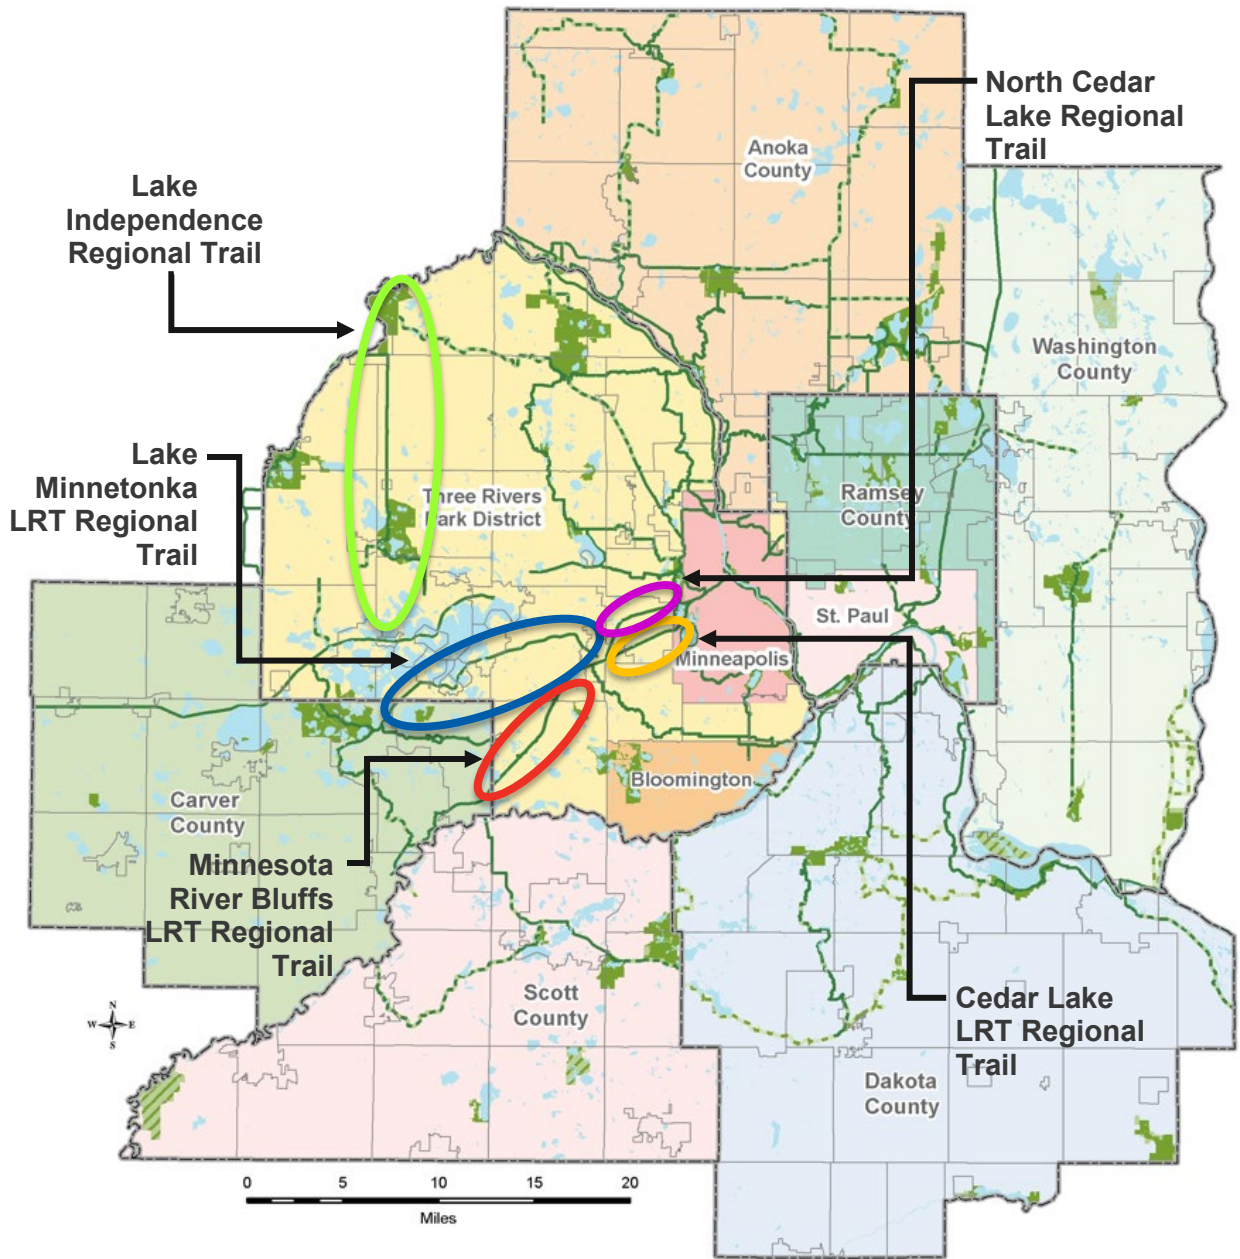 North Cedar
Lake Regional
Trail
Anoka
County
Lake
Independence
Regional Trail
Washington
County
Lake
Minnetonka
LRT Regional
Trail
Three Rivers
Park District
Ramsey
County
St. Paul
Minneapolis
Bloomington
Carver
County
Minnesota
River Bluffs
LRT Regional
Trail
Scott
County
Cedar Lake
LRT Regional
Trail
Dakota
County
N
W E
S
0 5 10 15 20
Miles